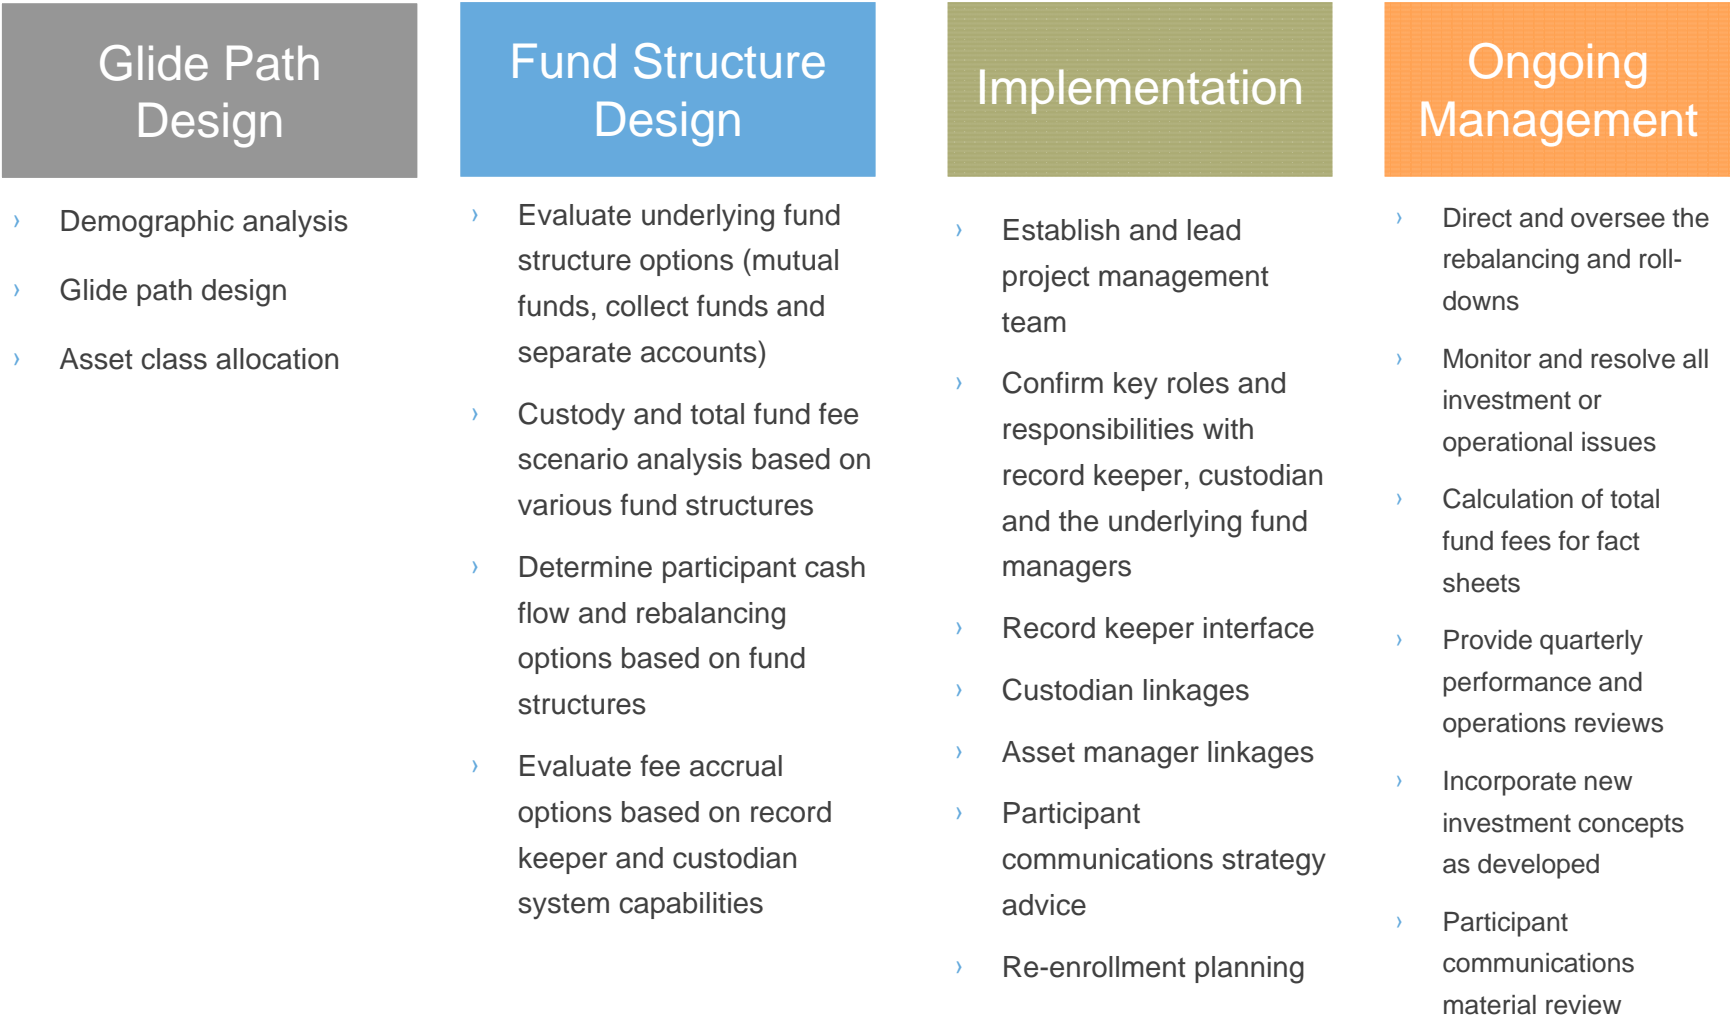 Glide Path
Design
› Demographic analysis
› Glide path design
› Asset class allocation
Fund Structure
Design
› Evaluate underlying fund
structure options (mutual
funds, collect funds and
separate accounts)
› Custody and total fund fee
scenario analysis based on
various fund structures
› Determine participant cash
flow and rebalancing
options based on fund
structures
› Evaluate fee accrual
options based on record
keeper and custodian
system capabilities
Implementation
› Establish and lead
project management
team
› Confirm key roles and
responsibilities with
record keeper, custodian
and the underlying fund
managers
› Record keeper interface
› Custodian linkages
› Asset manager linkages
› Participant
communications strategy
advice
› Re-enrollment planning
Ongoing
Management
› Direct and oversee the
rebalancing and roll-
downs
› Monitor and resolve all
investment or
operational issues
› Calculation of total
fund fees for fact
sheets
› Provide quarterly
performance and
operations reviews
› Incorporate new
investment concepts
as developed
› Participant
communications
material review